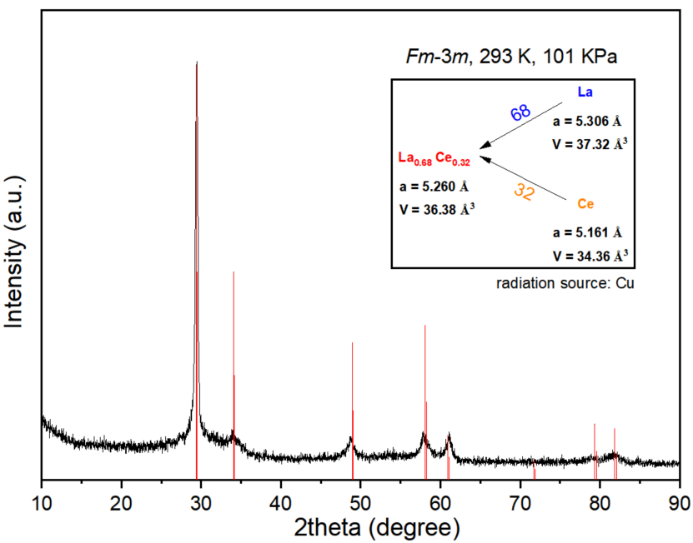 Fm-3m, 293 K, 101 KPa
La
68
a = 5.306 Å
V = 37.32 Å³
La₀.₆₈ Ce₀.₃₂
a = 5.260 Å
V = 36.38 Å³
32
Ce
a = 5.161 Å
V = 34.36 Å³
radiation source: Cu
Intensity (a.u.)
10 20 30 40 50 60 70 80 90
2theta (degree)